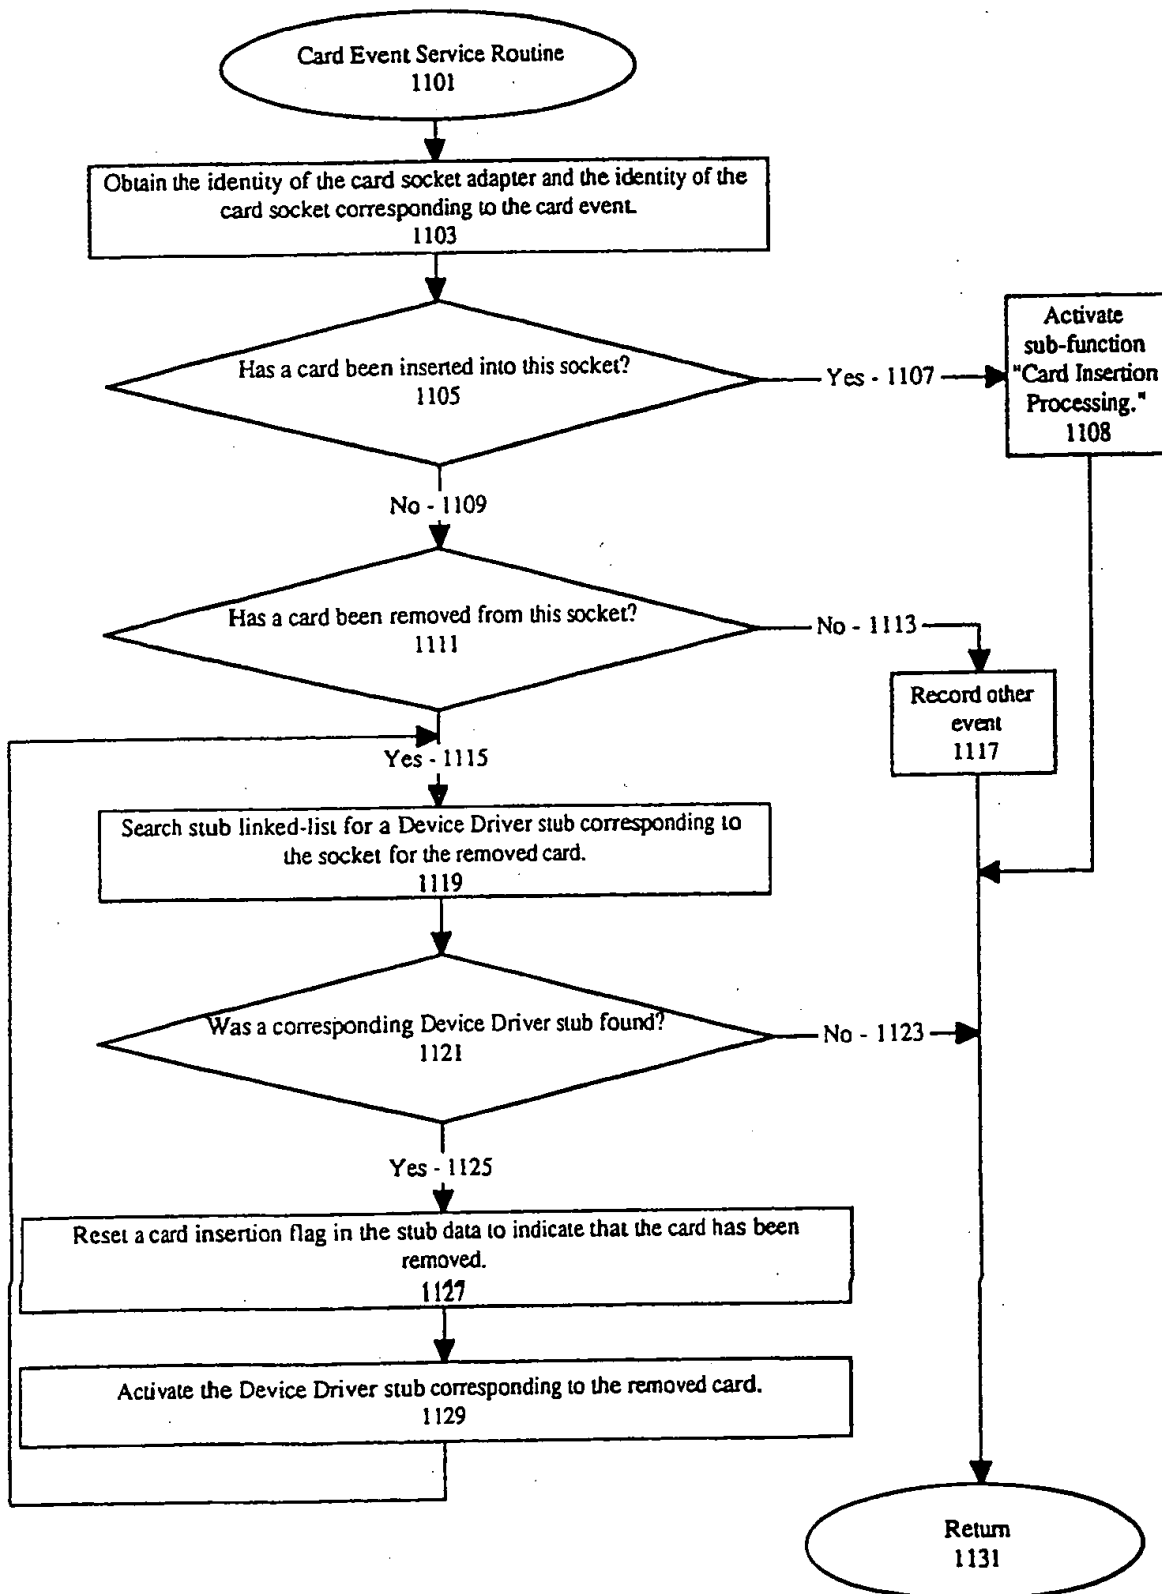 Card Event Service Routine
1101
Obtain the identity of the card socket adapter and the identity of the
card socket corresponding to the card event.
1103
Has a card been inserted into this socket?
1105
Yes - 1107
Activate
sub-function
"Card Insertion
Processing."
1108
No - 1109
Has a card been removed from this socket?
1111
No - 1113
Record other
event
1117
Yes - 1115
Search stub linked-list for a Device Driver stub corresponding to
the socket for the removed card.
1119
Was a corresponding Device Driver stub found?
1121
No - 1123
Yes - 1125
Reset a card insertion flag in the stub data to indicate that the card has been
removed.
1127
Activate the Device Driver stub corresponding to the removed card.
1129
Return
1131